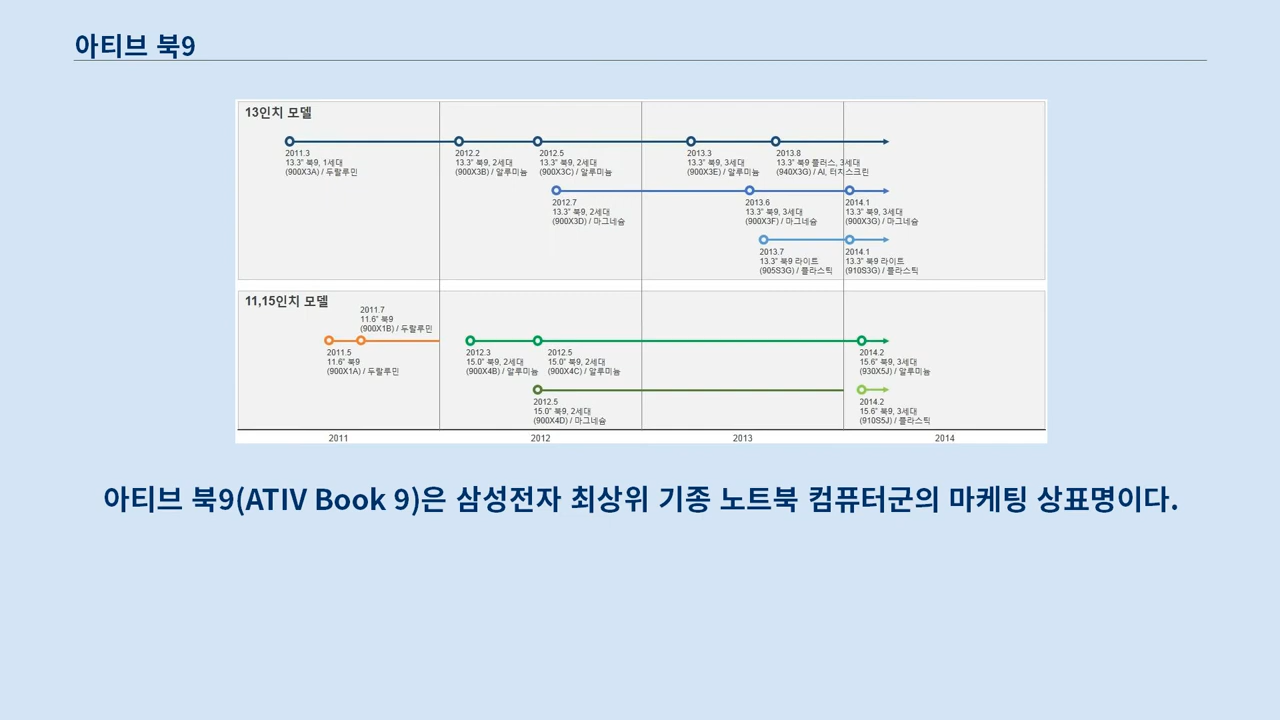 아티브 북9
13인치 모델
2011.3
13.3” 북9, 1세대
(900X3A) / 두랄루민
2012.2
13.3” 북9, 2세대
(900X3B) / 알루미늄
2012.5
13.3” 북9, 2세대
(900X3C) / 알루미늄
2013.3
13.3” 북9, 3세대
(900X3E) / 알루미늄
2013.8
13.3” 북9 플러스, 3세대
(940X3G) / Al, 터치스크린
2012.7
13.3” 북9, 2세대
(900X3D) / 마그네슘
2013.6
13.3” 북9, 3세대
(900X3F) / 마그네슘
2014.1
13.3” 북9, 3세대
(900X3G) / 마그네슘
2013.7
13.3” 북9 라이트
(905S3G) / 플라스틱
2014.1
13.3” 북9 라이트
(910S3G) / 플라스틱
11,15인치 모델
2011.7
11.6” 북9
(900X1B) / 두랄루민
2011.5
11.6” 북9
(900X1A) / 두랄루민
2012.3
15.0” 북9, 2세대
(900X4B) / 알루미늄
2012.5
15.0” 북9, 2세대
(900X4C) / 알루미늄
2014.2
15.6” 북9, 3세대
(930X5J) / 알루미늄
2012.5
15.0” 북9, 2세대
(900X4D) / 마그네슘
2014.2
15.6” 북9, 3세대
(910S5J) / 플라스틱
2011
2012
2013
2014
아티브 북9(ATIV Book 9)은 삼성전자 최상위 기종 노트북 컴퓨터군의 마케팅 상표명이다.